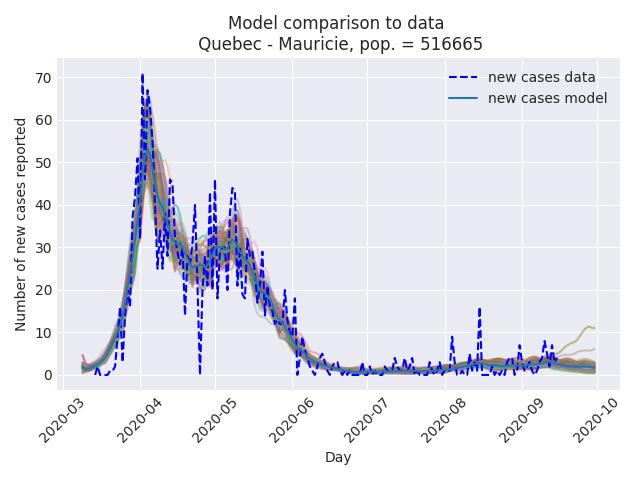 Model comparison to data
Quebec - Mauricie, pop. = 516665
new cases data
new cases model
Number of new cases reported
70
60
50
40
30
20
10
0
2020-03
2020-04
2020-05
2020-06
2020-07
2020-08
2020-09
2020-10
Day